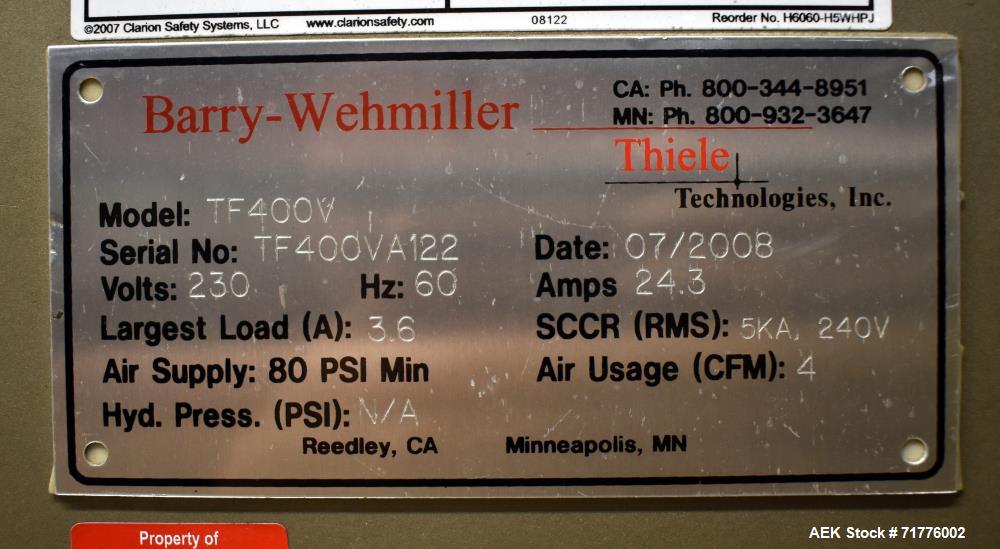 ©2007 Clarion Safety Systems, LLC www.clarionsafety.com 08122 Reorder No. H6060-H5WHPJ
Barry-Wehmiller
CA: Ph. 800-344-8951
MN: Ph. 800-932-3647
Thiele
Technologies, Inc.
Model: TF400V
Serial No: TF400VA122 Date: 07/2008
Volts: 230 Hz: 60 Amps 24.3
Largest Load (A): 3.6 SCCR (RMS): 5KA, 240V
Air Supply: 80 PSI Min Air Usage (CFM): 4
Hyd. Press. (PSI): N/A
Reedley, CA Minneapolis, MN
Property of
AEK Stock # 71776002